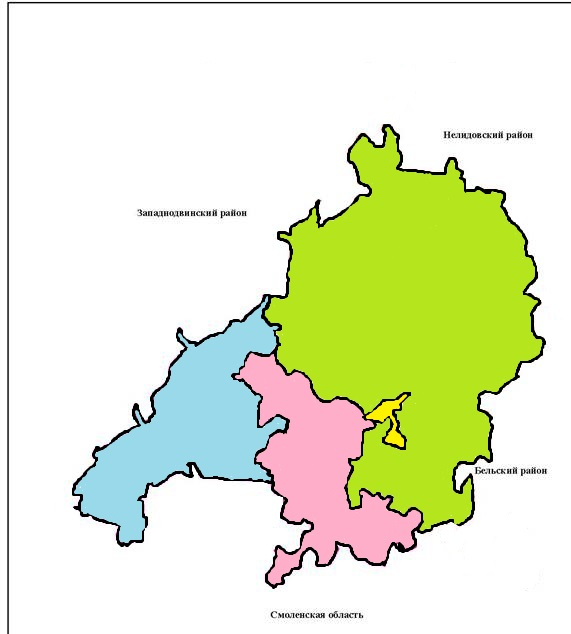 Нелидовский район
Западнодвинский район
Бельский район
Смоленская область